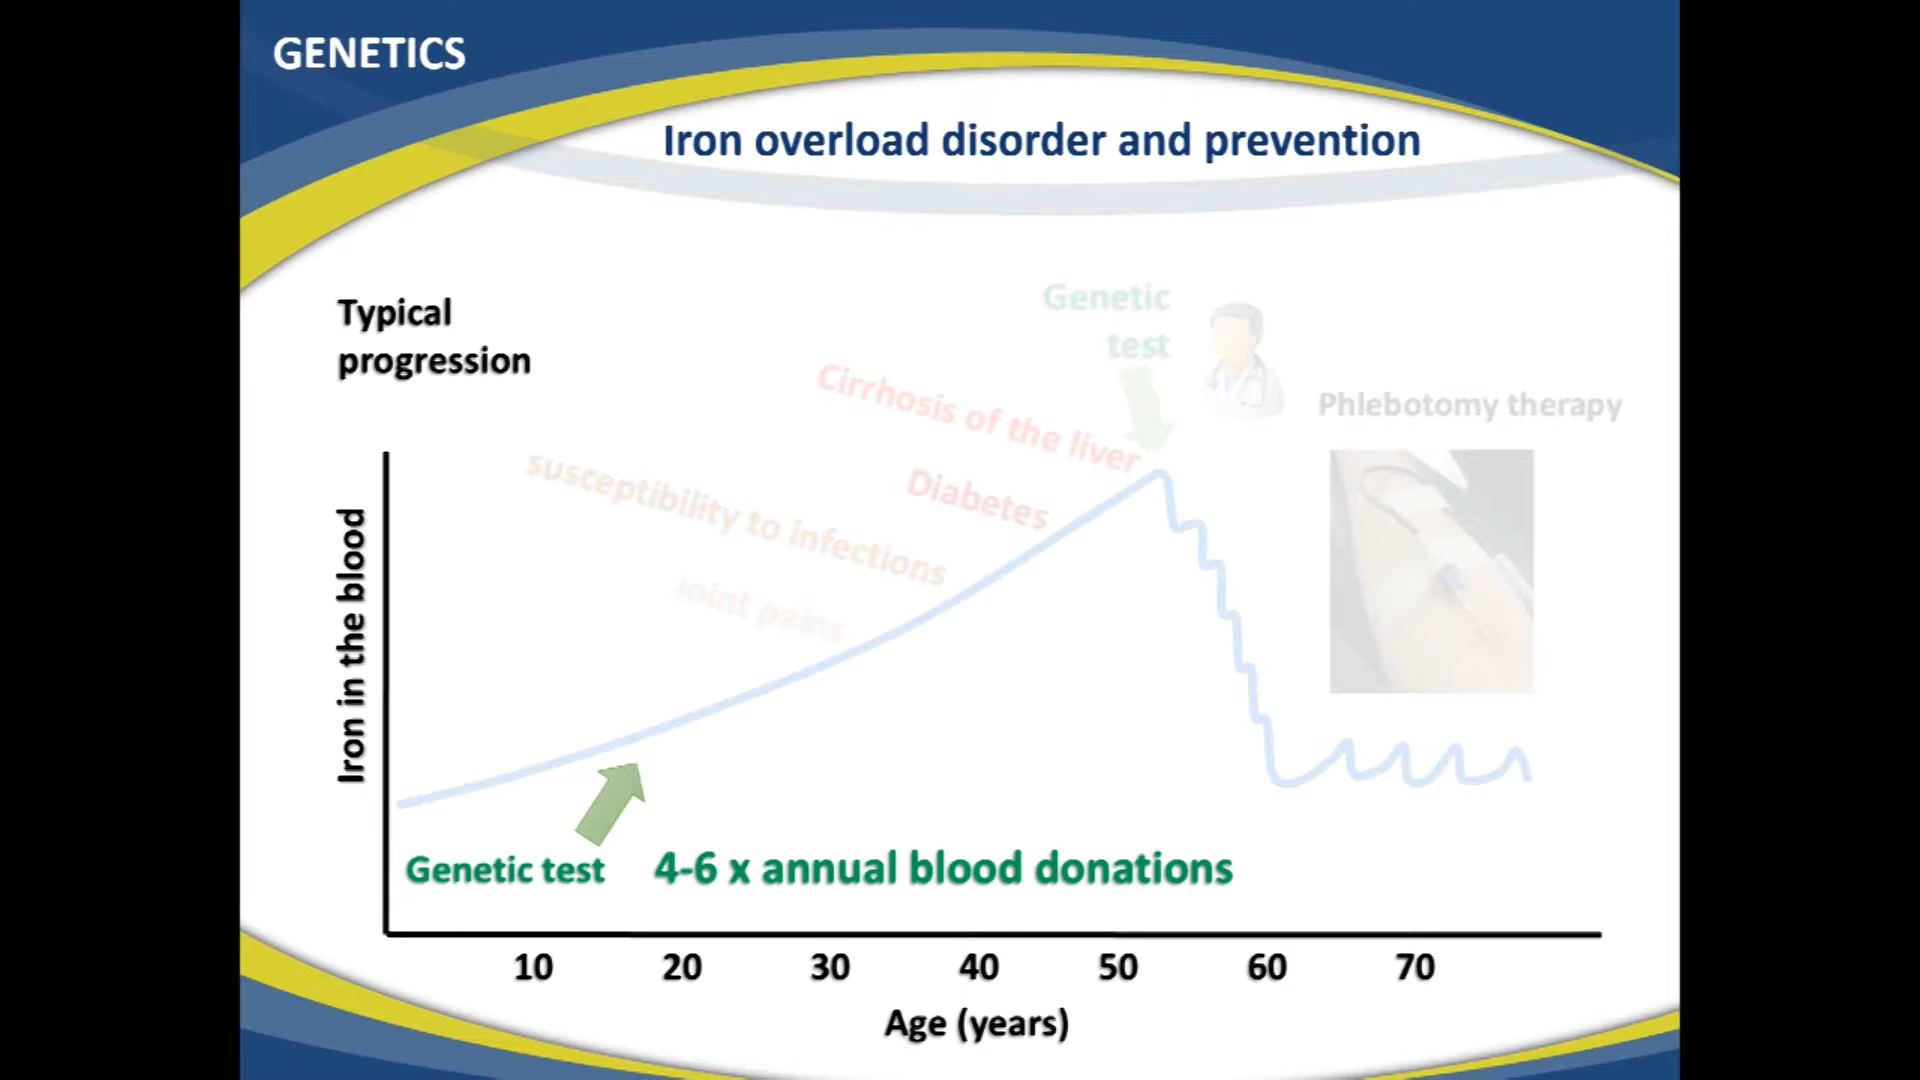 GENETICS
Iron overload disorder and prevention
Typical
progression
Genetic
test
Cirrhosis of the liver
Phlebotomy therapy
susceptibility to infections
Diabetes
Joint pains
Iron in the blood
Genetic test
4-6 x annual blood donations
10 20 30 40 50 60 70
Age (years)